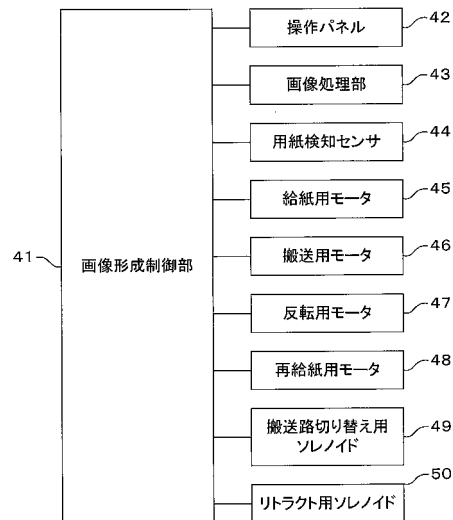 操作パネル
42
画像処理部
43
用紙検知センサ
44
給紙用モータ
45
41
画像形成制御部
搬送用モータ
46
反転用モータ
47
再給紙用モータ
48
搬送路切り替え用
ソレノイド
49
リトラクト用ソレノイド
50